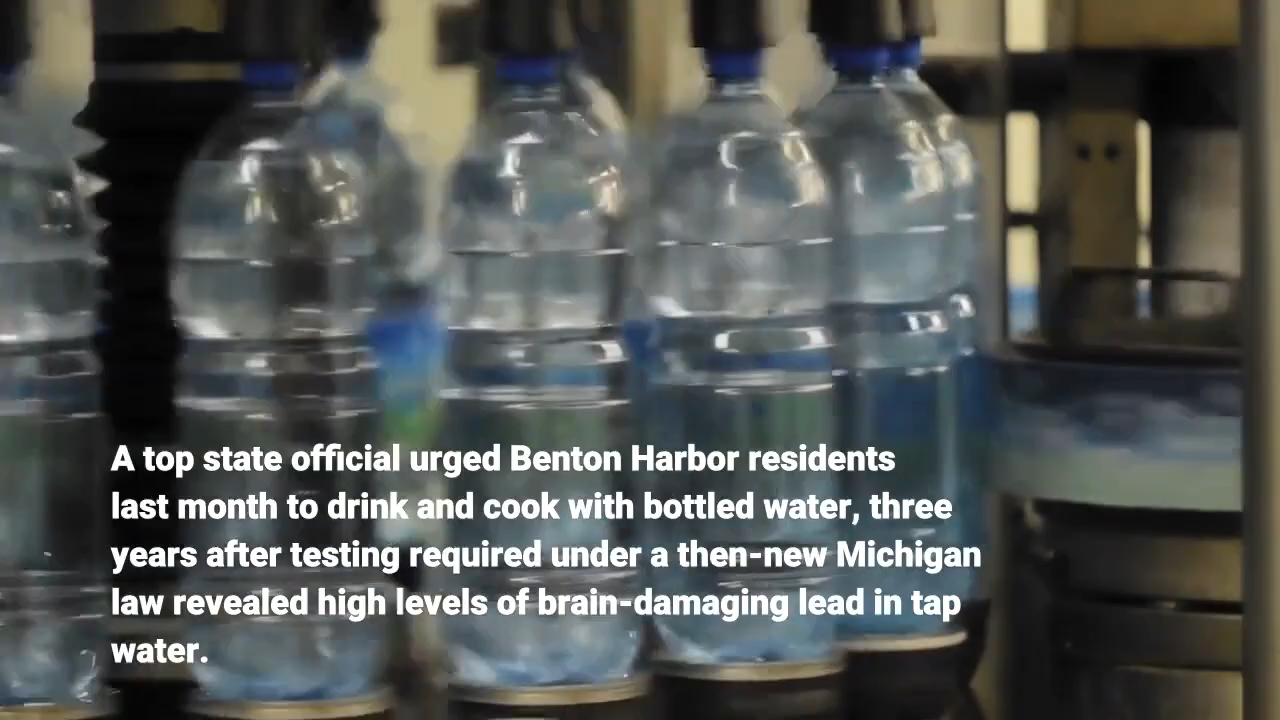 A top state official urged Benton Harbor residents
last month to drink and cook with bottled water, three
years after testing required under a then-new Michigan
law revealed high levels of brain-damaging lead in tap
water.